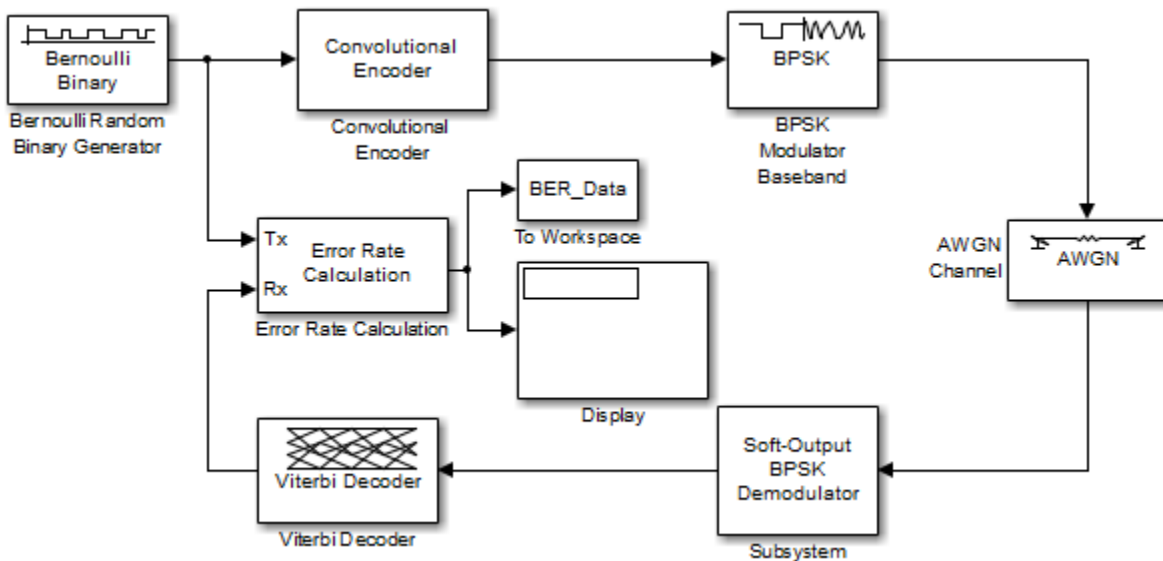 Bernoulli
Binary
Bernoulli Random
Binary Generator
Convolutional
Encoder
Convolutional
Encoder
BPSK
BPSK
Modulator
Baseband
AWGN
Channel
AWGN
Tx
Rx
Error Rate
Calculation
Error Rate Calculation
BER_Data
To Workspace
Display
Viterbi Decoder
Viterbi Decoder
Soft-Output
BPSK
Demodulator
Subsystem